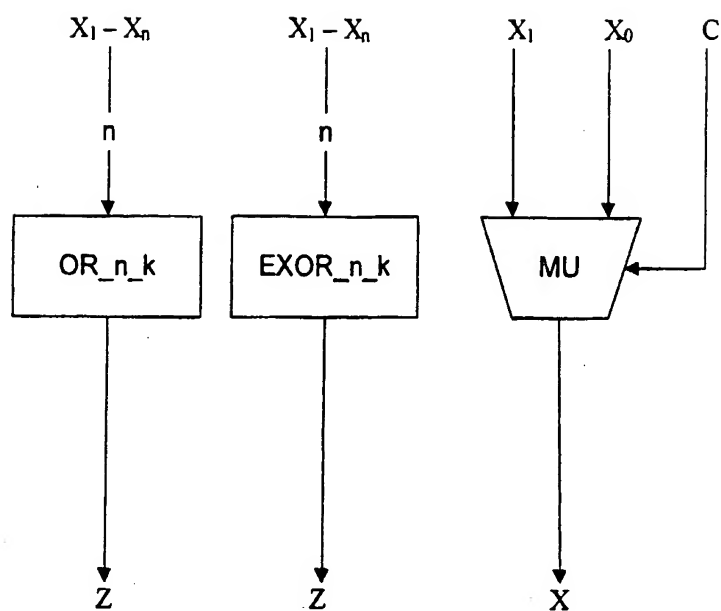 X₁ – Xₙ X₁ – Xₙ X₁ X₀ C
n n
OR_n_k EXOR_n_k MU
Z Z X